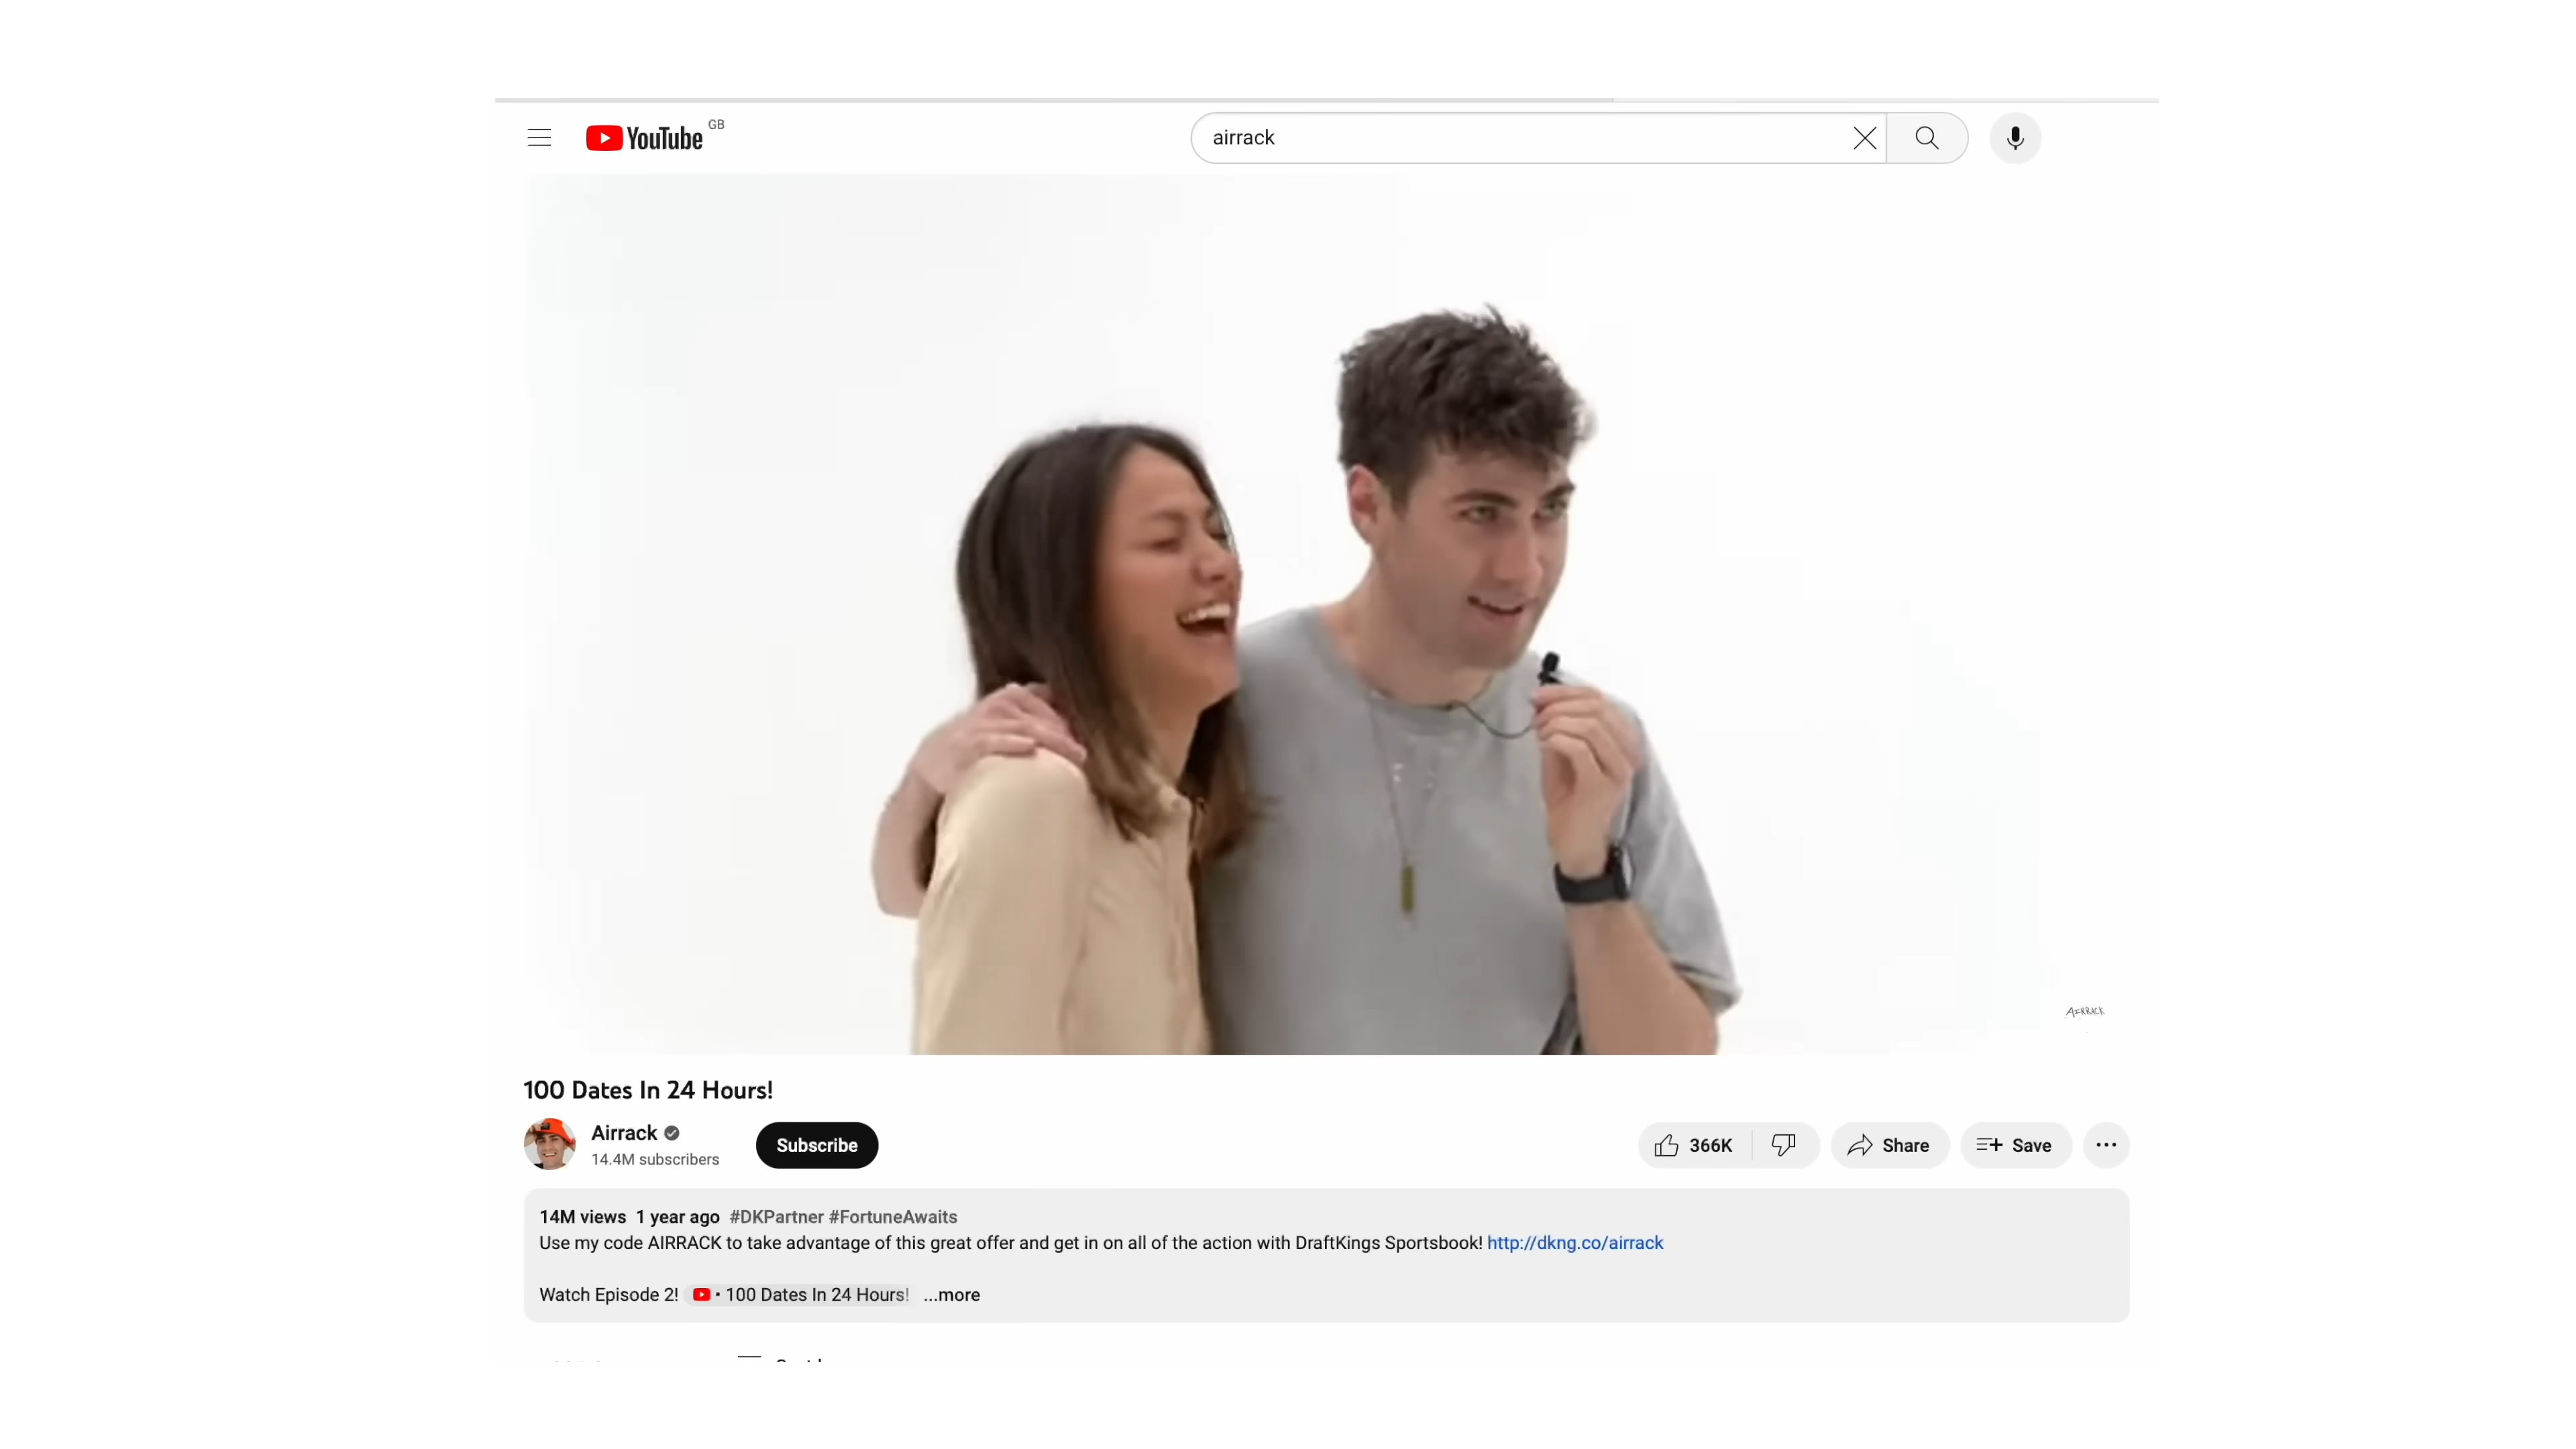 YouTube GB
airrack
AIRRACK
100 Dates In 24 Hours!
Airrack
14.4M subscribers
Subscribe
366K
Share
Save
14M views 1 year ago #DKPartner #FortuneAwaits
Use my code AIRRACK to take advantage of this great offer and get in on all of the action with DraftKings Sportsbook! http://dkng.co/airrack
Watch Episode 2! • 100 Dates In 24 Hours! ...more